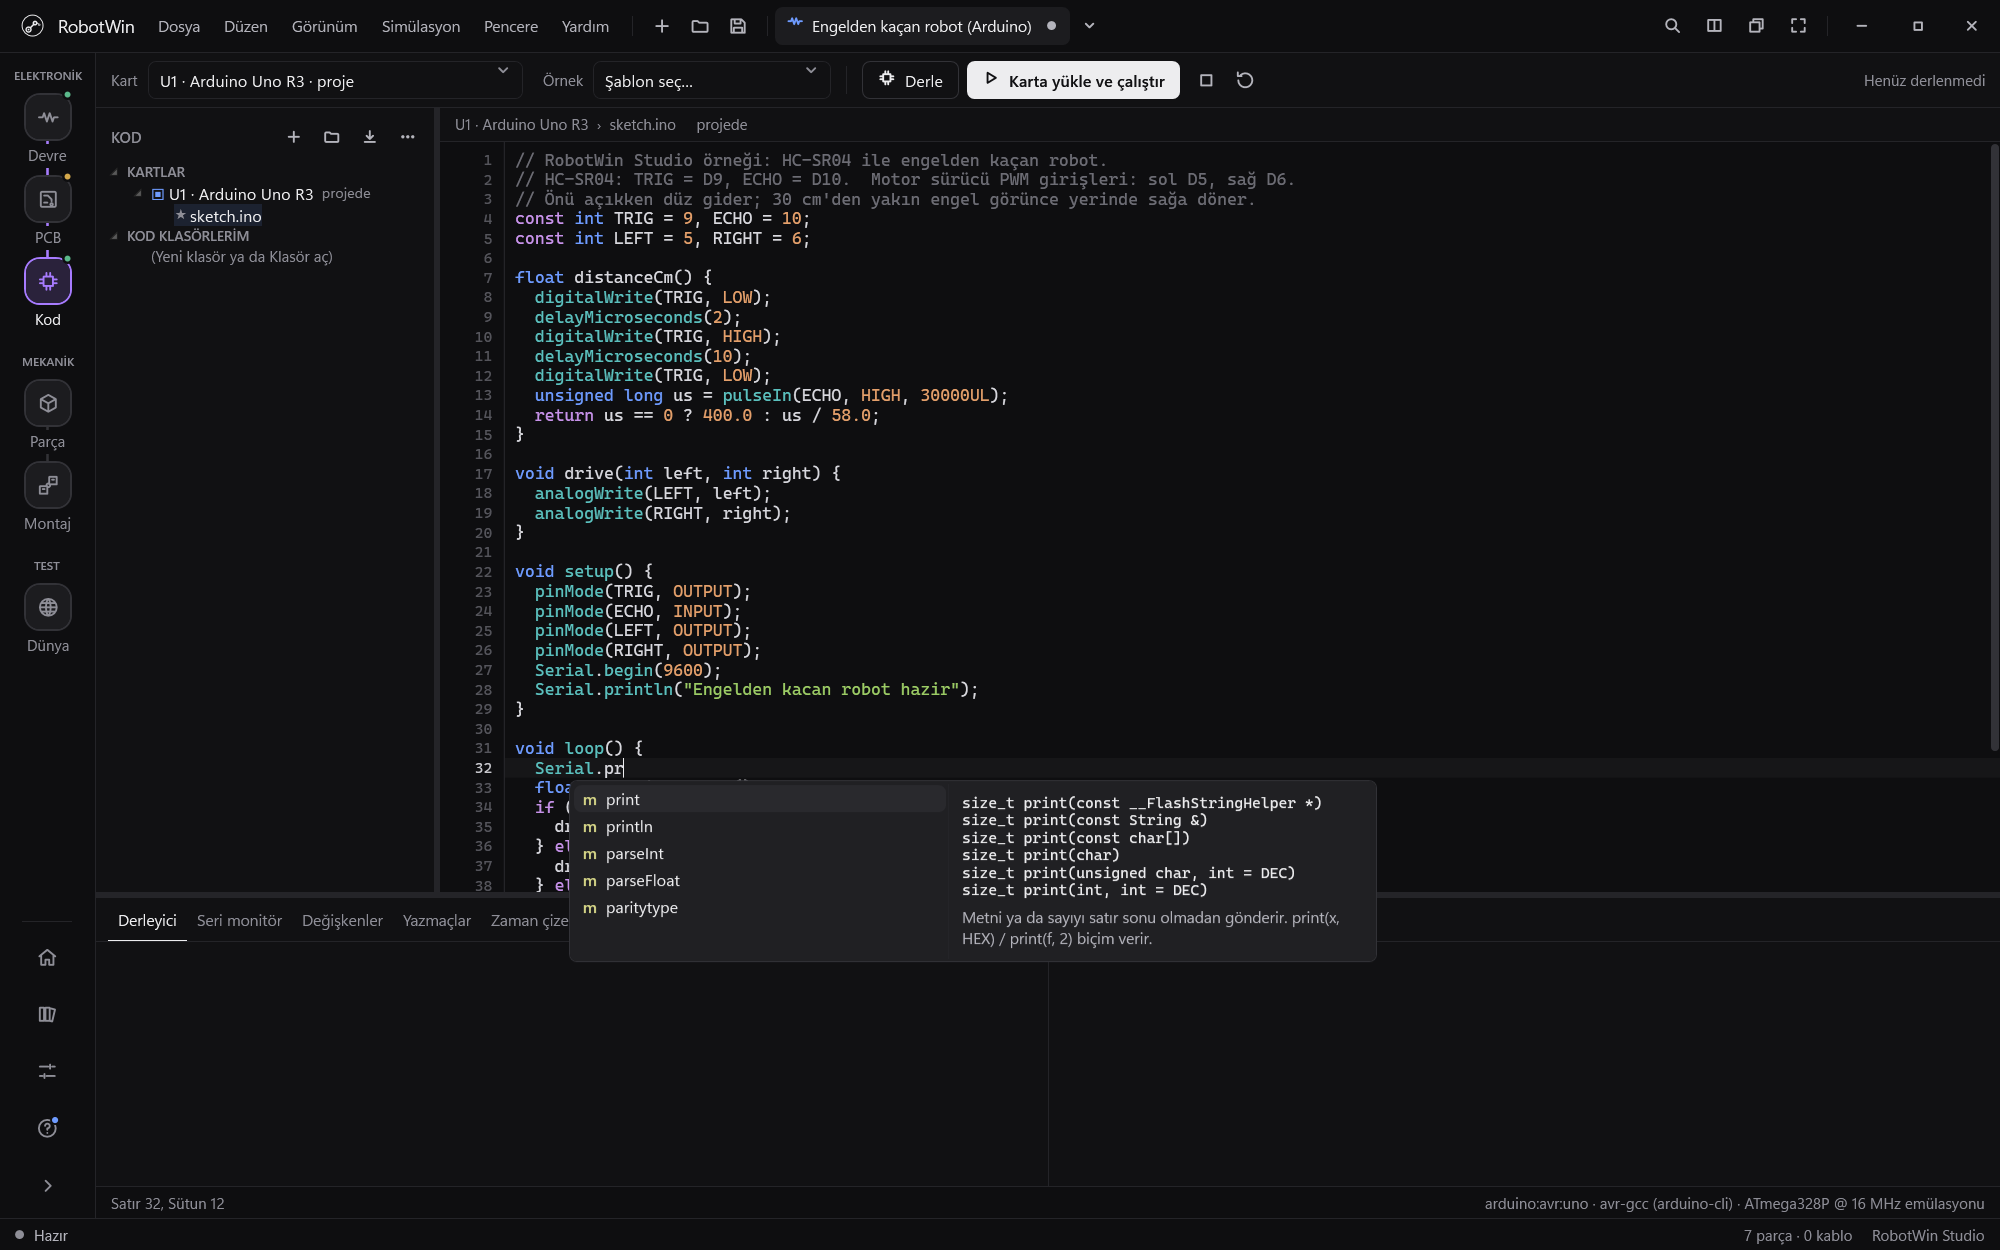 RobotWin Dosya Düzen Görünüm Simülasyon Pencere Yardım Engelden kaçan robot (Arduino)
ELEKTRONİK
Devre
PCB
Kod
MEKANİK
Parça
Montaj
TEST
Dünya
Kart U1 · Arduino Uno R3 · proje Örnek Şablon seç... Derle Karta yükle ve çalıştır Henüz derlenmedi
KOD
KARTLAR
U1 · Arduino Uno R3 projede
sketch.ino
KOD KLASÖRLERİM
(Yeni klasör ya da Klasör aç)
U1 · Arduino Uno R3 › sketch.ino projede
1 // RobotWin Studio örneği: HC-SR04 ile engelden kaçan robot.
2 // HC-SR04: TRIG = D9, ECHO = D10.  Motor sürücü PWM girişleri: sol D5, sağ D6.
3 // Önü açıkken düz gider; 30 cm'den yakın engel görünce yerinde sağa döner.
4 const int TRIG = 9, ECHO = 10;
5 const int LEFT = 5, RIGHT = 6;
6
7 float distanceCm() {
8   digitalWrite(TRIG, LOW);
9   delayMicroseconds(2);
10   digitalWrite(TRIG, HIGH);
11   delayMicroseconds(10);
12   digitalWrite(TRIG, LOW);
13   unsigned long us = pulseIn(ECHO, HIGH, 30000UL);
14   return us == 0 ? 400.0 : us / 58.0;
15 }
16
17 void drive(int left, int right) {
18   analogWrite(LEFT, left);
19   analogWrite(RIGHT, right);
20 }
21
22 void setup() {
23   pinMode(TRIG, OUTPUT);
24   pinMode(ECHO, INPUT);
25   pinMode(LEFT, OUTPUT);
26   pinMode(RIGHT, OUTPUT);
27   Serial.begin(9600);
28   Serial.println("Engelden kacan robot hazir");
29 }
30
31 void loop() {
32   Serial.pr
33
34   if (
35
36   }
37
38   }
m print
m println
m parseInt
m parseFloat
m paritytype
size_t print(const __FlashStringHelper *)
size_t print(const String &)
size_t print(const char[])
size_t print(char)
size_t print(unsigned char, int = DEC)
size_t print(int, int = DEC)
Metni ya da sayıyı satır sonu olmadan gönderir. print(x,
HEX) / print(f, 2) biçim verir.
Derleyici Seri monitör Değişkenler Yazmaçlar Zaman
Satır 32, Sütun 12 arduino:avr:uno · avr-gcc (arduino-cli) · ATmega328P @ 16 MHz emülasyonu
Hazır 7 parça · 0 kablo RobotWin Studio